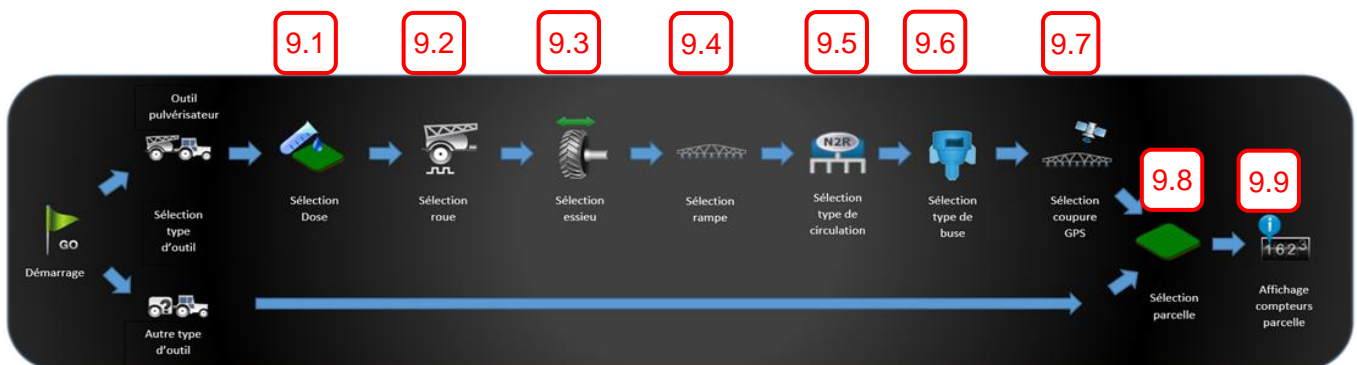 9.1
9.2
9.3
9.4
9.5
9.6
9.7
9.8
9.9
Outil
pulvérisateur
N2R
Sélection
Dose
Sélection
roue
Sélection
essieu
Sélection
rampe
Sélection
type de
circulation
Sélection
type de
buse
Sélection
coupure
GPS
GO
Démarrage
Sélection
type
d'outil
?
Autre type
d'outil
Sélection
parcelle
i
1623
Affichage
compteurs
parcelle